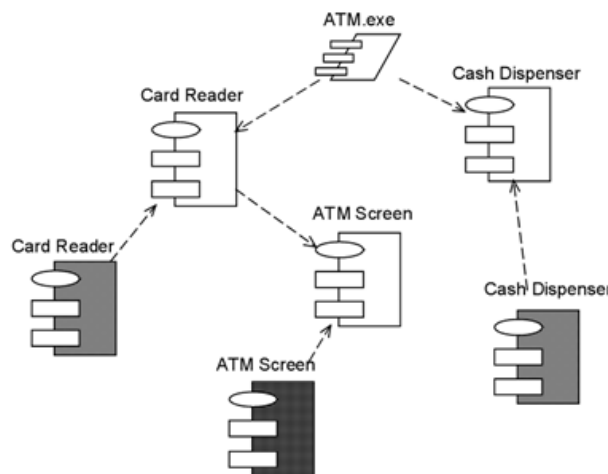 ATM.exe
Cash Dispenser
Card Reader
ATM Screen
Card Reader
Cash Dispenser
ATM Screen